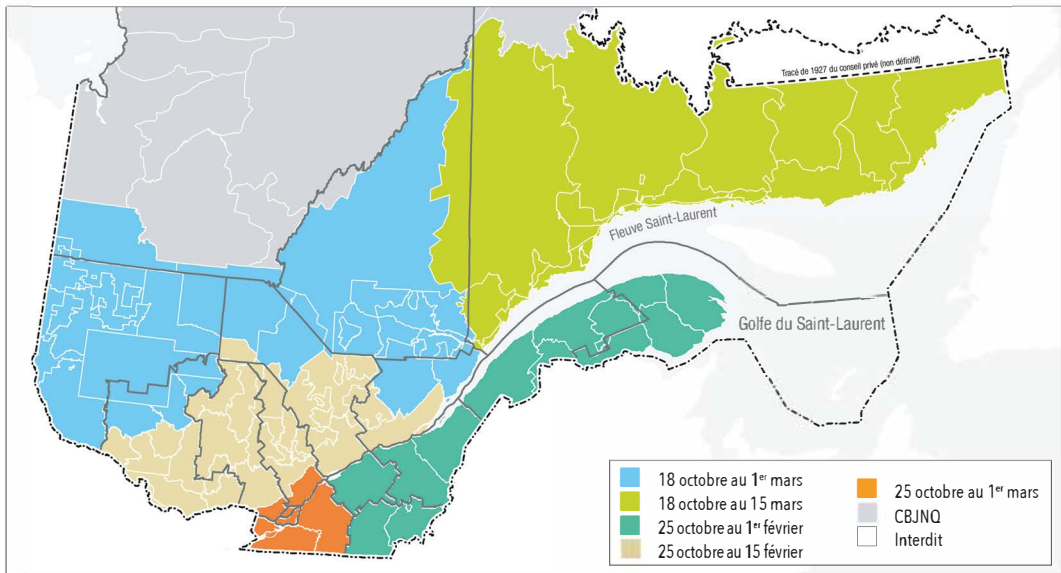 Tracé de 1927 du conseil privé (non définitif)
Fleuve Saint-Laurent
Golfe du Saint-Laurent
18 octobre au 1er mars
18 octobre au 15 mars
25 octobre au 1er février
25 octobre au 15 février
25 octobre au 1er mars
CBJNQ
Interdit